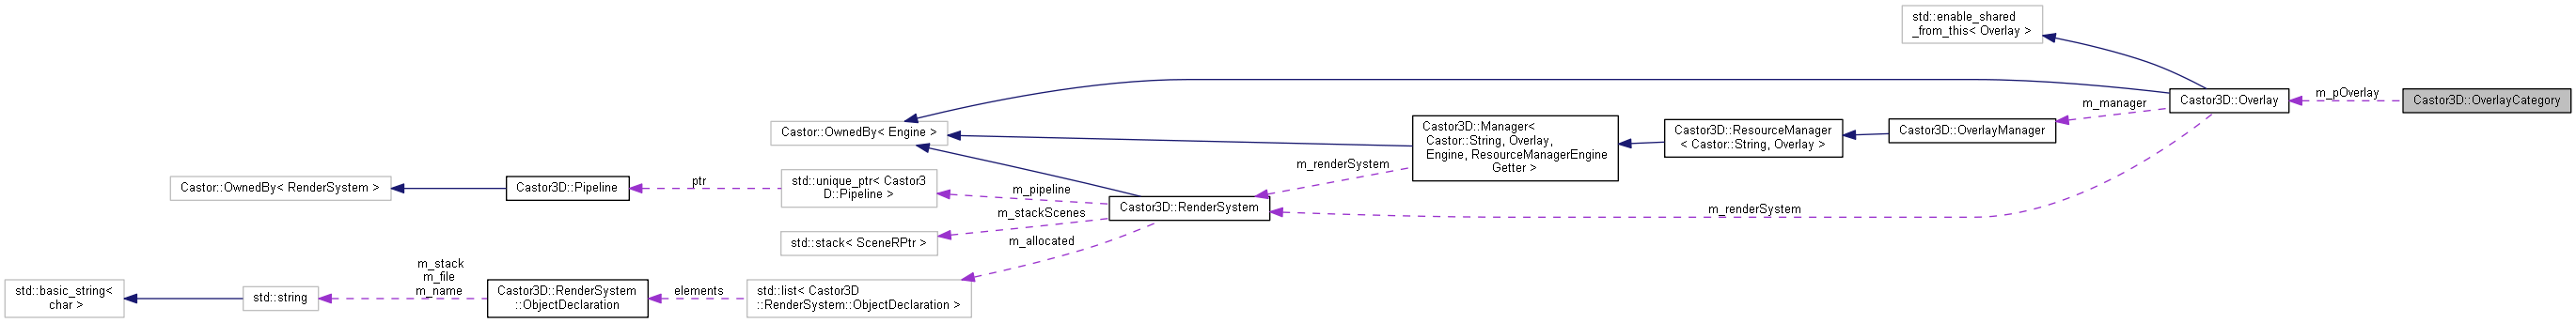 std::enable_shared
_from_this< Overlay >
m_pOverlay
Castor3D::Overlay
Castor3D::OverlayCategory
m_manager
Castor::OwnedBy< Engine >
Castor3D::Manager<
Castor::String, Overlay,
Engine, ResourceManagerEngine
Getter >
Castor3D::ResourceManager
< Castor::String, Overlay >
Castor3D::OverlayManager
m_renderSystem
Castor::OwnedBy< RenderSystem >
Castor3D::Pipeline
ptr
std::unique_ptr< Castor3
D::Pipeline >
m_pipeline
Castor3D::RenderSystem
m_renderSystem
m_stackScenes
std::stack< SceneRPtr >
m_allocated
std::basic_string<
char >
std::string
m_stack
m_file
m_name
Castor3D::RenderSystem
::ObjectDeclaration
elements
std::list< Castor3D
::RenderSystem::ObjectDeclaration >